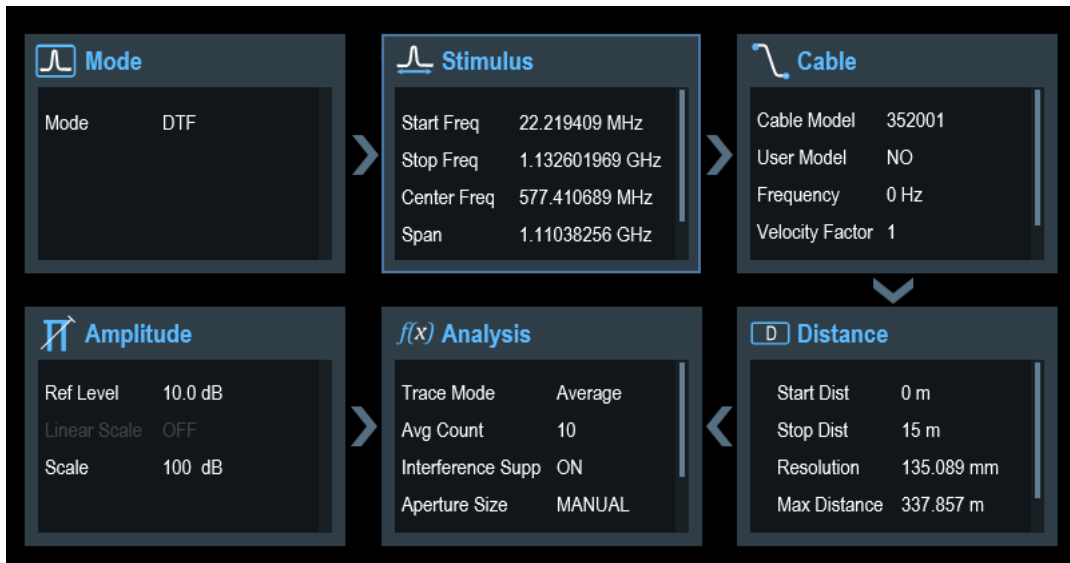 Mode
Mode DTF
Stimulus
Start Freq 22.219409 MHz
Stop Freq 1.132601969 GHz
Center Freq 577.410689 MHz
Span 1.11038256 GHz
Cable
Cable Model 352001
User Model NO
Frequency 0 Hz
Velocity Factor 1
Amplitude
Ref Level 10.0 dB
Linear Scale OFF
Scale 100 dB
f(x) Analysis
Trace Mode Average
Avg Count 10
Interference Supp ON
Aperture Size MANUAL
D Distance
Start Dist 0 m
Stop Dist 15 m
Resolution 135.089 mm
Max Distance 337.857 m